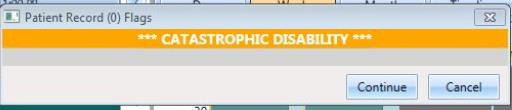 Patient Record (0) Flags
*** CATASTROPHIC DISABILITY ***
Continue Cancel